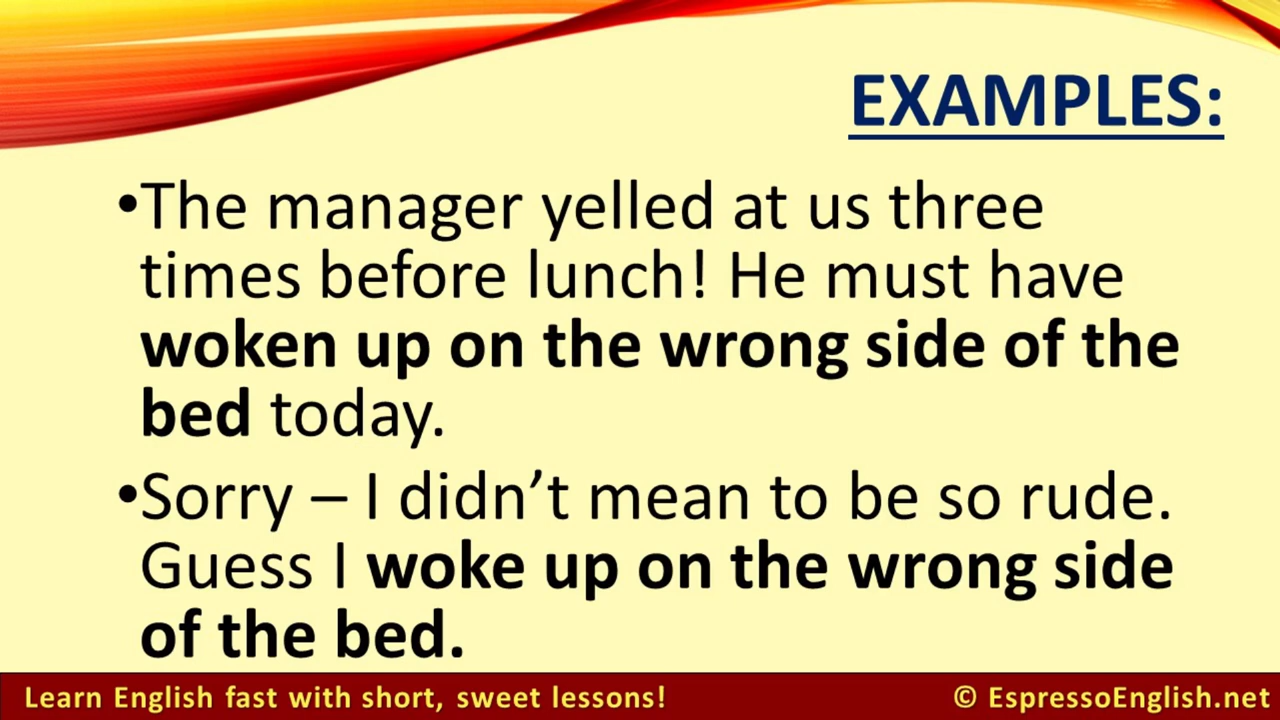 EXAMPLES:
•The manager yelled at us three
times before lunch! He must have
woken up on the wrong side of the
bed today.
•Sorry – I didn’t mean to be so rude.
Guess I woke up on the wrong side
of the bed.
Learn English fast with short, sweet lessons!
© EspressoEnglish.net